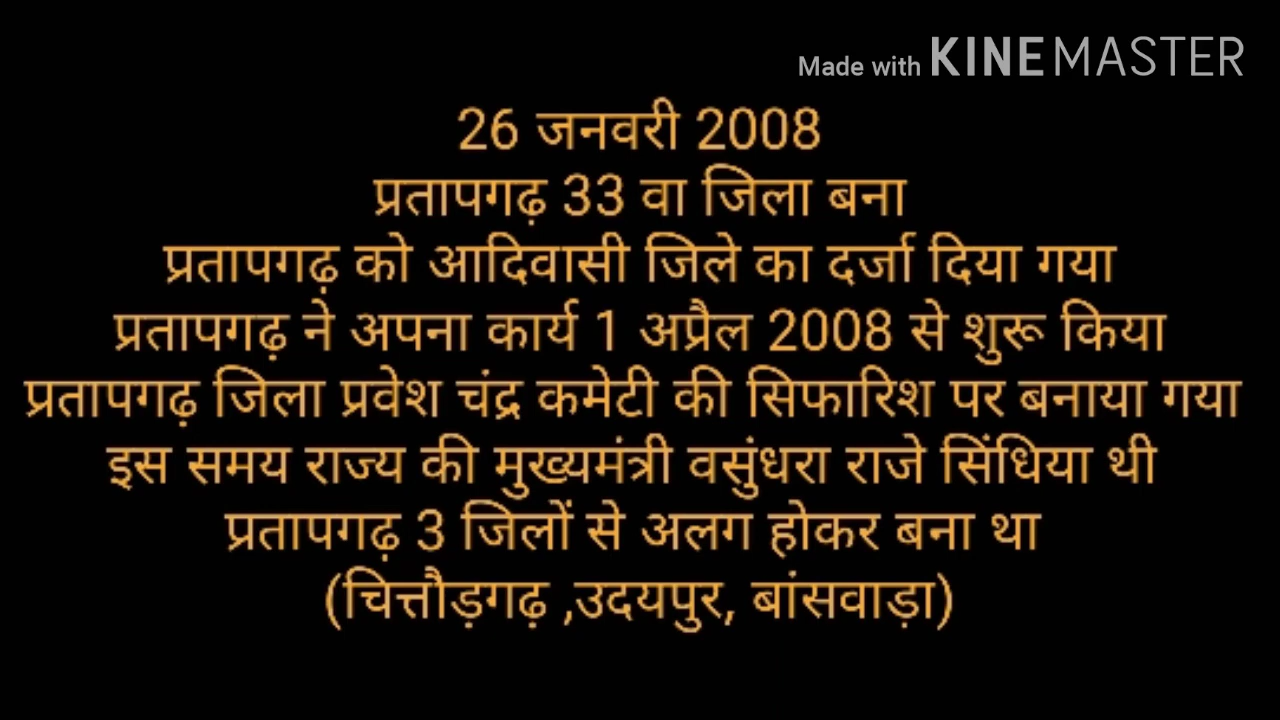 Made with KINEMASTER
26 जनवरी 2008
प्रतापगढ़ 33 वा जिला बना
प्रतापगढ़ को आदिवासी जिले का दर्जा दिया गया
प्रतापगढ़ ने अपना कार्य 1 अप्रैल 2008 से शुरू किया
प्रतापगढ़ जिला प्रवेश चंद्र कमेटी की सिफारिश पर बनाया गया
इस समय राज्य की मुख्यमंत्री वसुंधरा राजे सिंधिया थी
प्रतापगढ़ 3 जिलों से अलग होकर बना था
(चित्तौड़गढ़ ,उदयपुर, बांसवाड़ा)